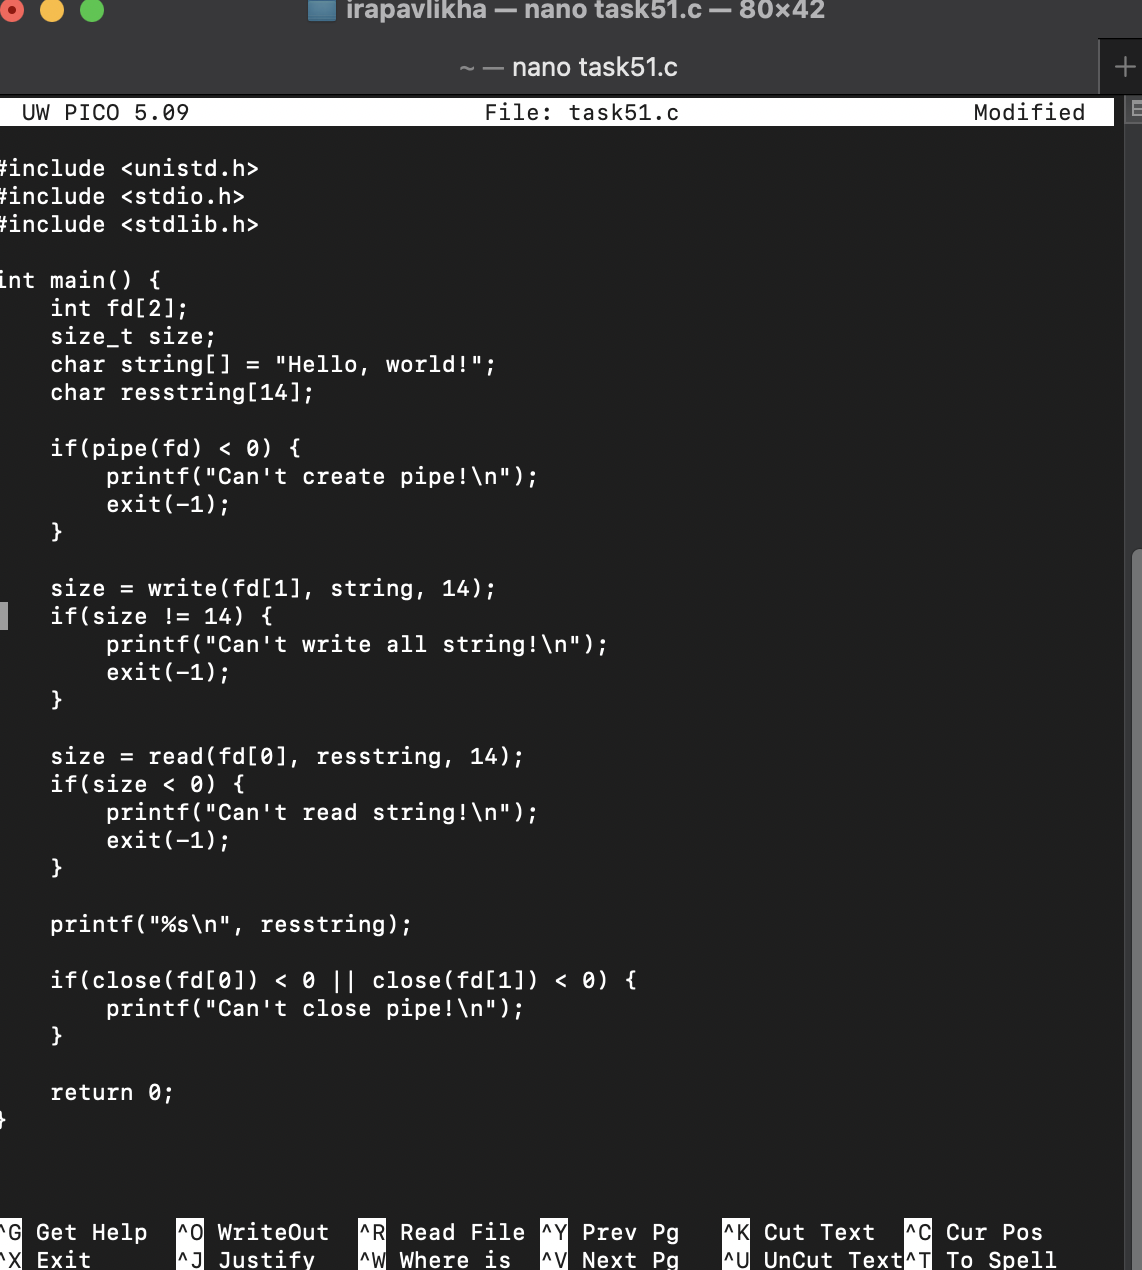 irapavlikha — nano task51.c — 80×42
~ — nano task51.c
UW PICO 5.09 File: task51.c Modified
#include <unistd.h>
#include <stdio.h>
#include <stdlib.h>
int main() {
    int fd[2];
    size_t size;
    char string[] = "Hello, world!";
    char resstring[14];
    if(pipe(fd) < 0) {
        printf("Can't create pipe!\n");
        exit(-1);
    }
    size = write(fd[1], string, 14);
    if(size != 14) {
        printf("Can't write all string!\n");
        exit(-1);
    }
    size = read(fd[0], resstring, 14);
    if(size < 0) {
        printf("Can't read string!\n");
        exit(-1);
    }
    printf("%s\n", resstring);
    if(close(fd[0]) < 0 || close(fd[1]) < 0) {
        printf("Can't close pipe!\n");
    }
    return 0;
}
^G Get Help ^O WriteOut ^R Read File ^Y Prev Pg ^K Cut Text ^C Cur Pos
^X Exit ^J Justify ^W Where is ^V Next Pg ^U UnCut Text ^T To Spell